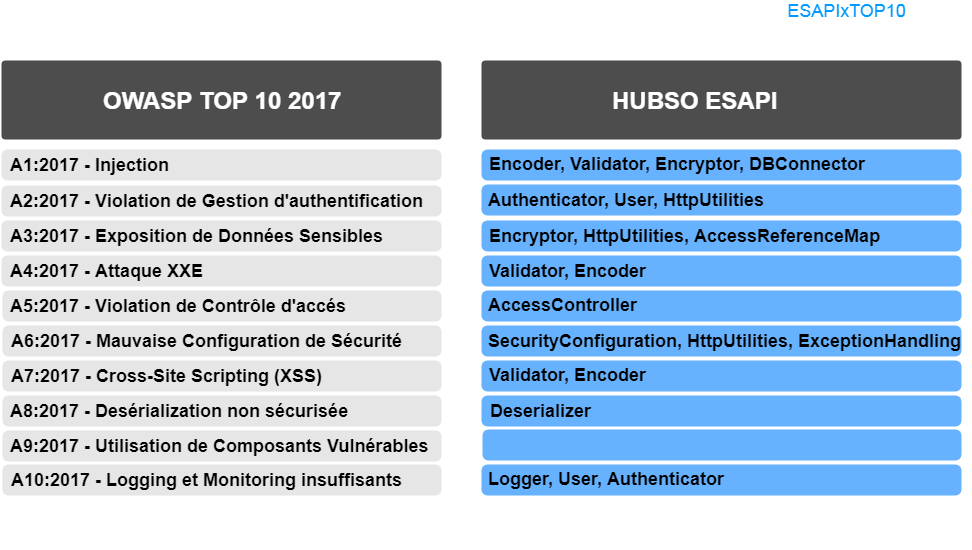 ESAPIxTOP10
OWASP TOP 10 2017 HUBSO ESAPI
A1:2017 - Injection Encoder, Validator, Encryptor, DBConnector
A2:2017 - Violation de Gestion d'authentification Authenticator, User, HttpUtilities
A3:2017 - Exposition de Données Sensibles Encryptor, HttpUtilities, AccessReferenceMap
A4:2017 - Attaque XXE Validator, Encoder
A5:2017 - Violation de Contrôle d'accés AccessController
A6:2017 - Mauvaise Configuration de Sécurité SecurityConfiguration, HttpUtilities, ExceptionHandling
A7:2017 - Cross-Site Scripting (XSS) Validator, Encoder
A8:2017 - Desérialization non sécurisée Deserializer
A9:2017 - Utilisation de Composants Vulnérables
A10:2017 - Logging et Monitoring insuffisants Logger, User, Authenticator